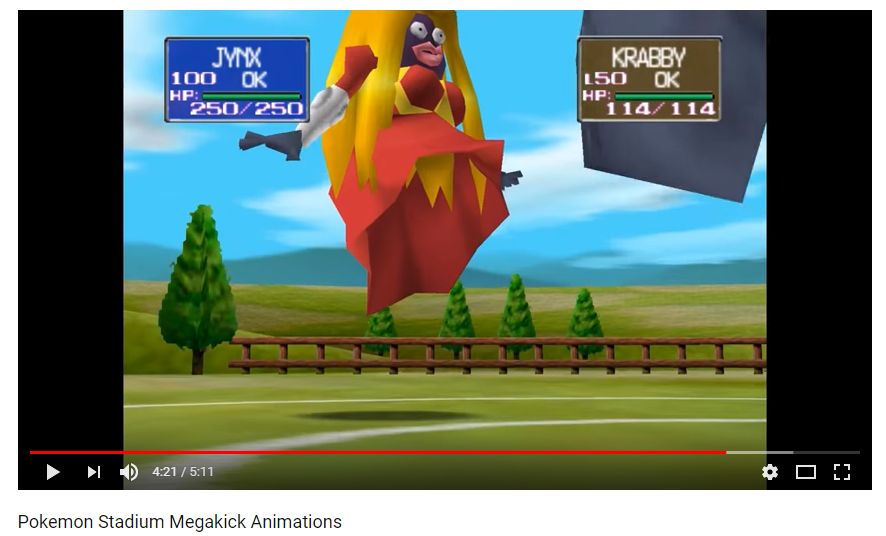 JYNX
100 OK
HP:
250/250
KRABBY
L50 OK
HP:
114/114
4:21 / 5:11
Pokemon Stadium Megakick Animations